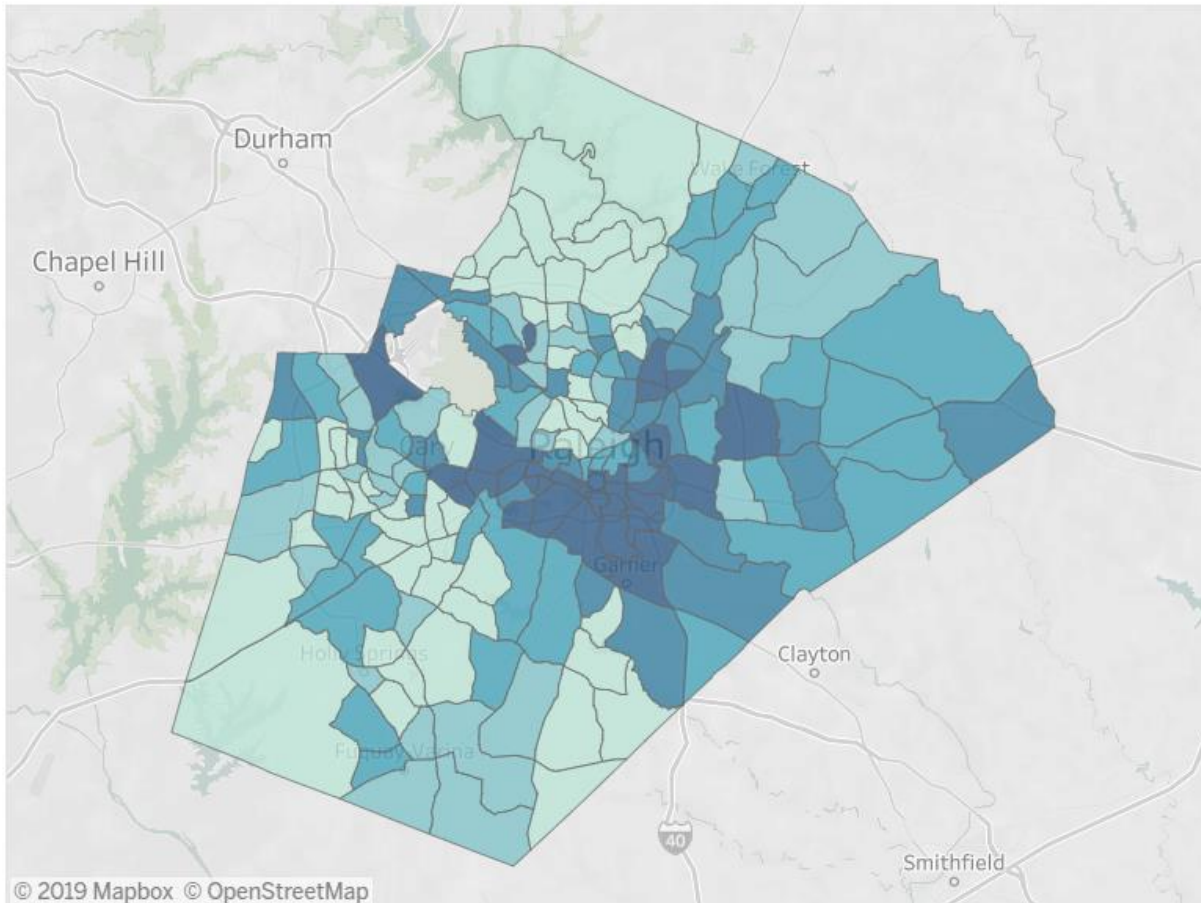 Durham
Wake Forest
Chapel Hill
Cary
Raleigh
Garner
Holly Springs
Clayton
Fuquay-Varina
40
Smithfield
© 2019 Mapbox © OpenStreetMap